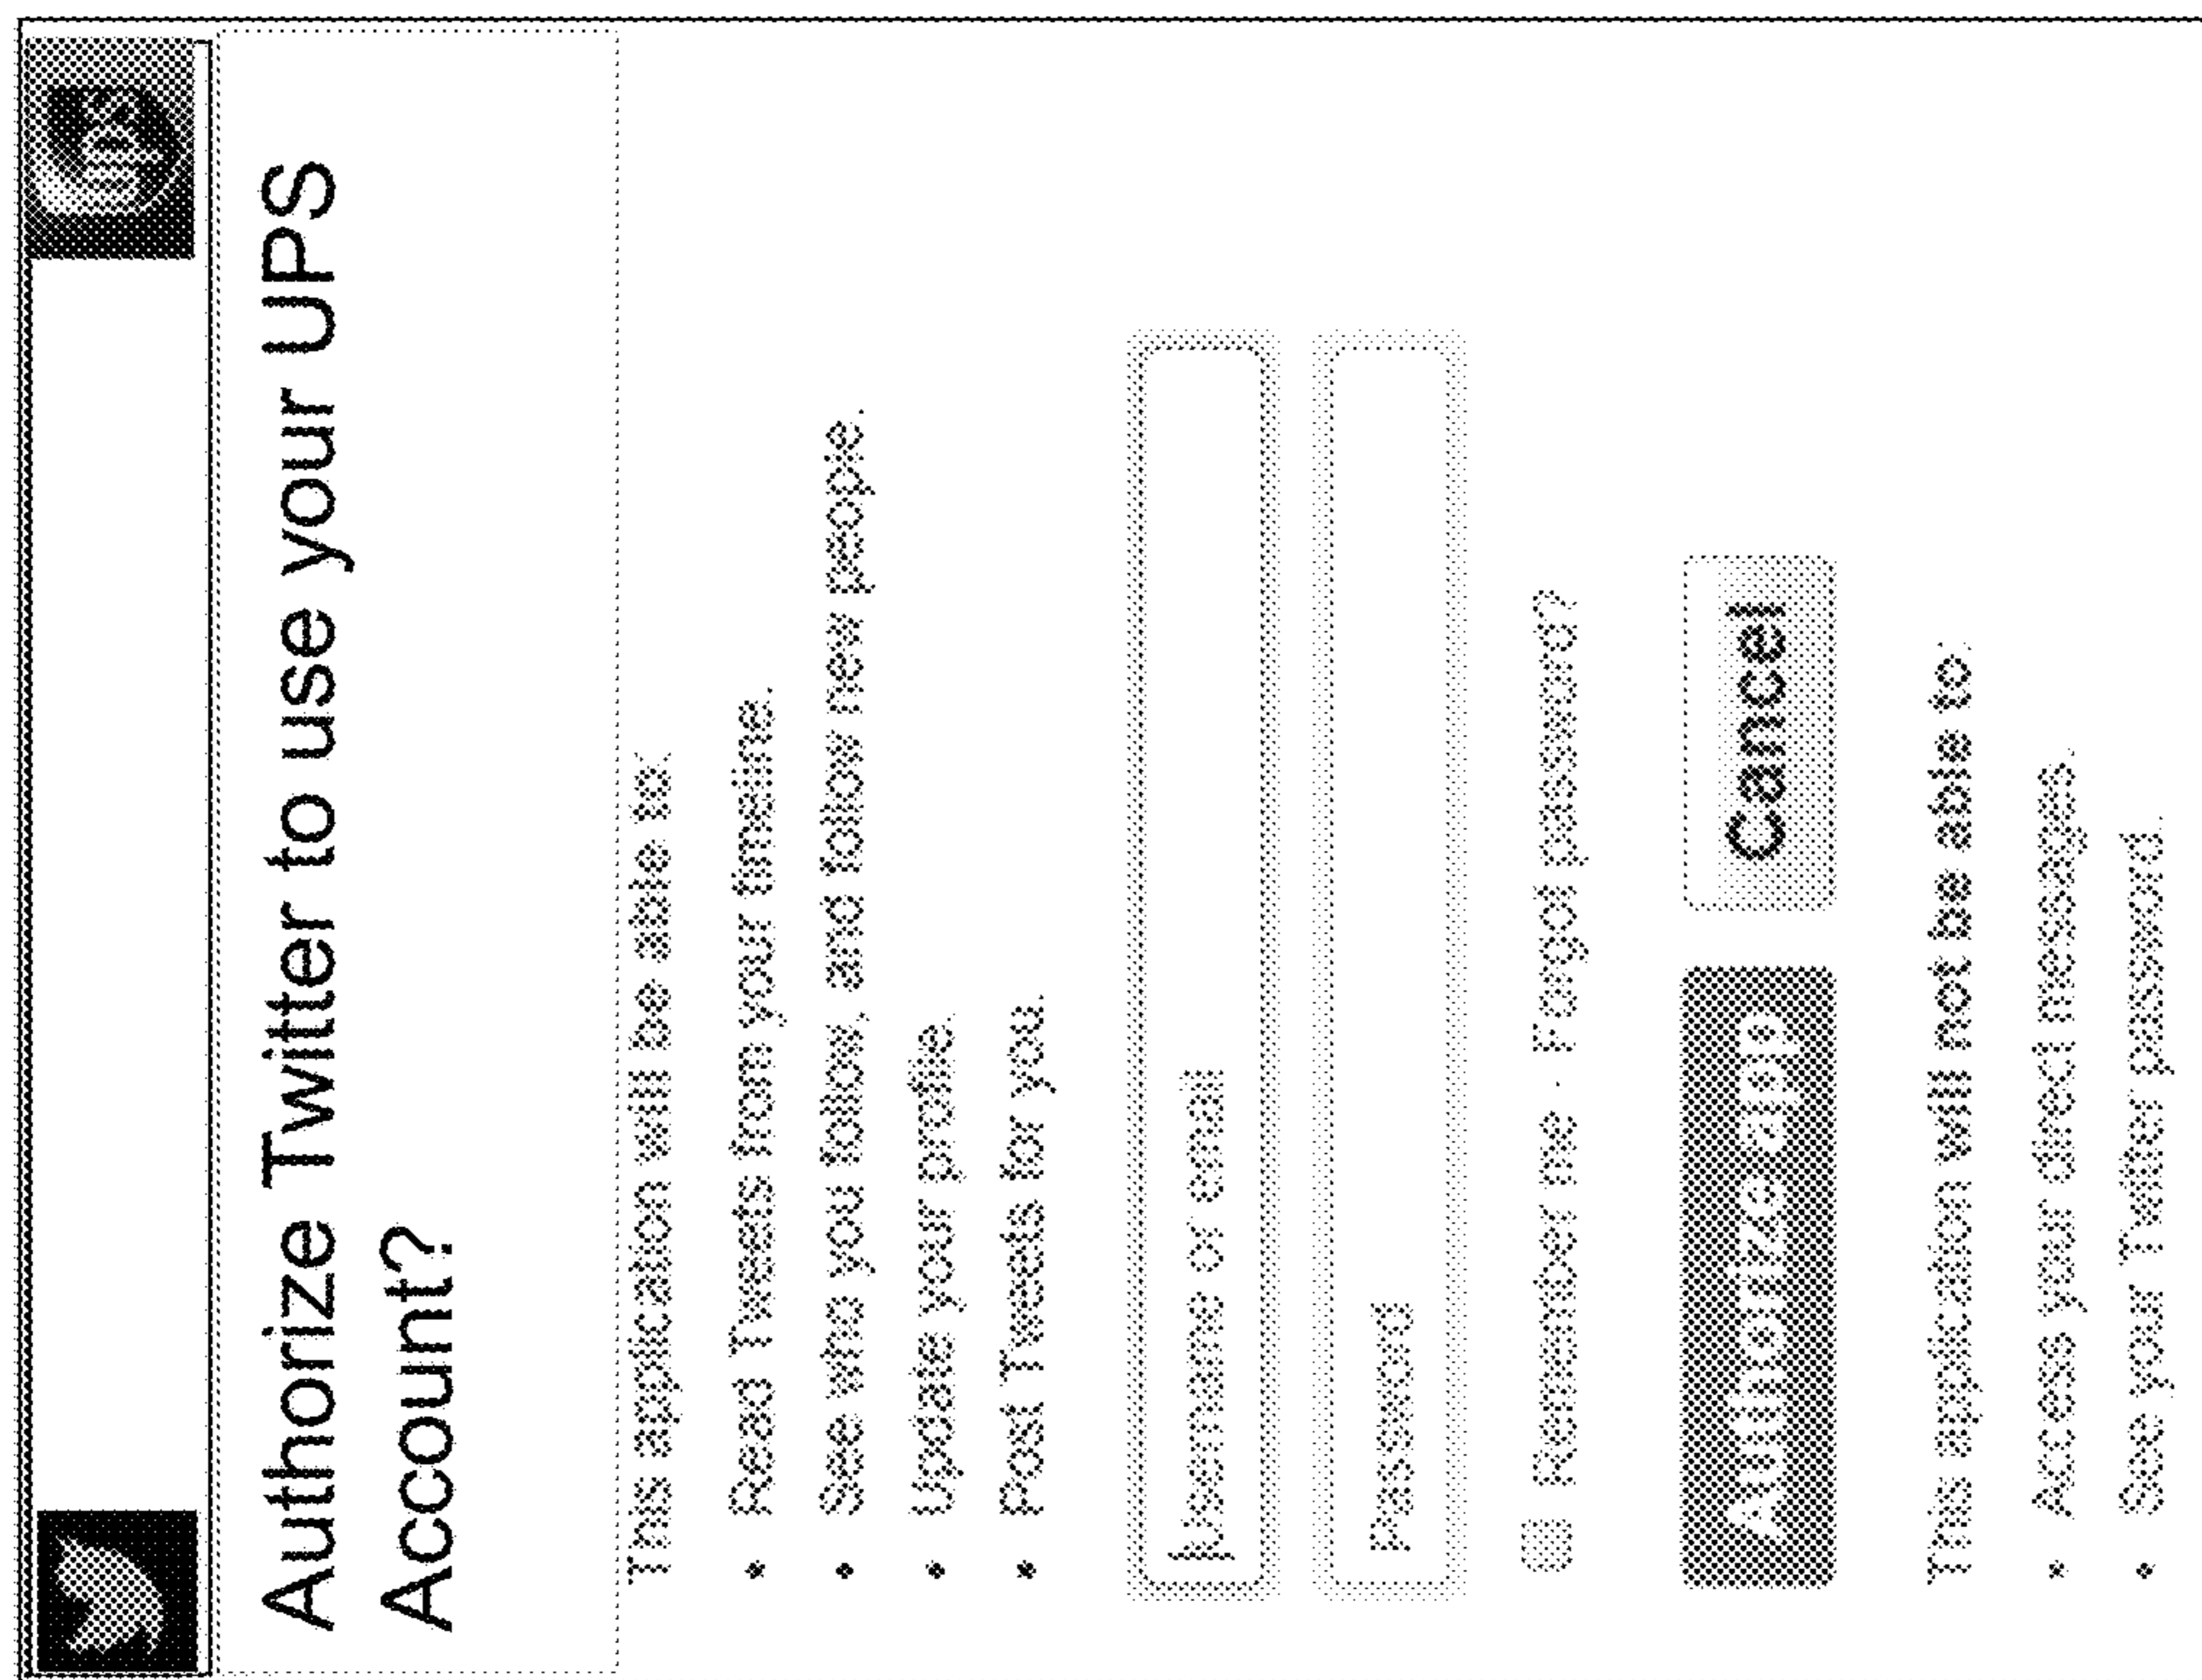 ups
Authorize Twitter to use your UPS
Account?
This application will be able to:
• Read Tweets from your timeline.
• See who you follow, and follow new people.
• Update your profile.
• Post Tweets for you.
Username or email
Password
Remember me · Forgot password?
Authorize app
Cancel
This application will not be able to:
• Access your direct messages.
• See your Twitter password.